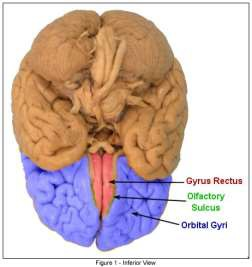 Gyrus Rectus
Olfactory
Sulcus
Orbital Gyri
Figure 1 - Inferior View